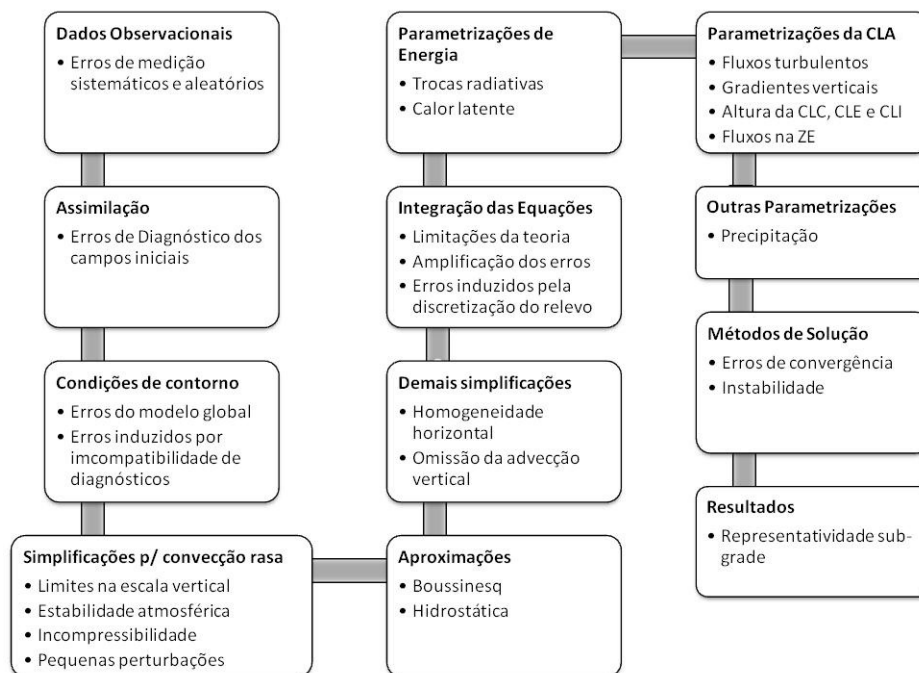 Dados Observacionais
• Erros de medição
sistemáticos e aleatórios
Assimilação
• Erros de Diagnóstico dos
campos iniciais
Condições de contorno
• Erros do modelo global
• Erros induzidos por
imcompatibilidade de
diagnósticos
Simplificações p/ convecção rasa
• Limites na escala vertical
• Estabilidade atmosférica
• Incompressibilidade
• Pequenas perturbações
Aproximações
• Boussinesq
• Hidrostática
Demais simplificações
• Homogeneidade
horizontal
• Omissão da advecção
vertical
Integração das Equações
• Limitações da teoria
• Amplificação dos erros
• Erros induzidos pela
discretização do relevo
Parametrizações de
Energia
• Trocas radiativas
• Calor latente
Parametrizações da CLA
• Fluxos turbulentos
• Gradientes verticais
• Altura da CLC, CLE e CLI
• Fluxos na ZE
Outras Parametrizações
• Precipitação
Métodos de Solução
• Erros de convergência
• Instabilidade
Resultados
• Representatividade sub-
grade